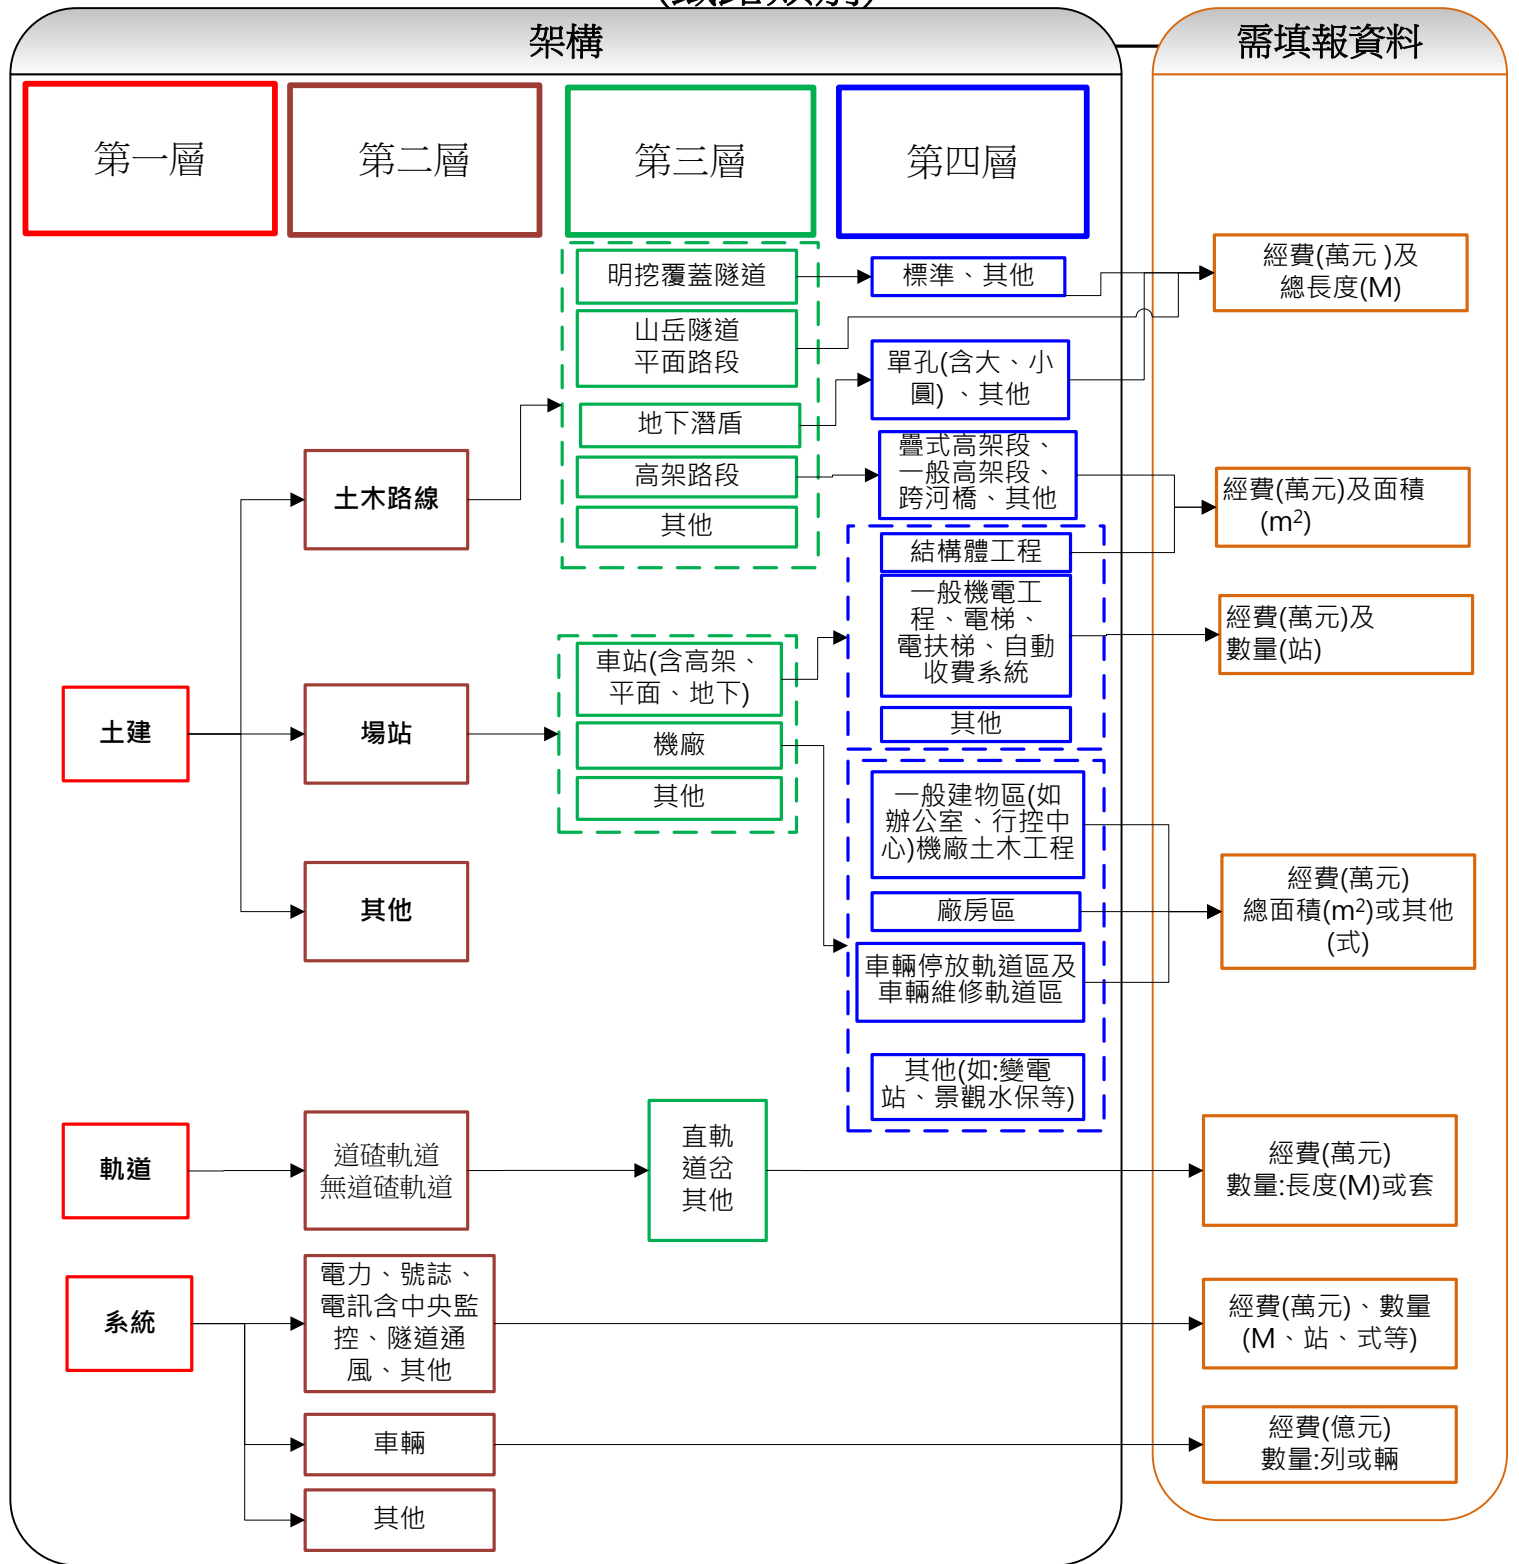 架構
需填報資料
第一層
第二層
第三層
第四層
明挖覆蓋隧道
標準、其他
經費(萬元 )及
總長度(M)
山岳隧道
平面路段
單孔(含大、小
圓) 、其他
地下潛盾
高架路段
疊式高架段、
一般高架段、
跨河橋、其他
經費(萬元)及面積
(m²)
土木路線
其他
結構體工程
一般機電工
程、電梯、
電扶梯、自動
收費系統
經費(萬元)及
數量(站)
車站(含高架、
平面、地下)
其他
土建
場站
機廠
其他
一般建物區(如
辦公室、行控中
心)機廠土木工程
其他
廠房區
經費(萬元)
總面積(m²)或其他
(式)
車輛停放軌道區及
車輛維修軌道區
其他(如:變電
站、景觀水保等)
軌道
道碴軌道
無道碴軌道
直軌
道岔
其他
經費(萬元)
數量:長度(M)或套
系統
電力、號誌、
電訊含中央監
控、隧道通
風、其他
經費(萬元)、數量
(M、站、式等)
車輛
經費(億元)
數量:列或輛
其他